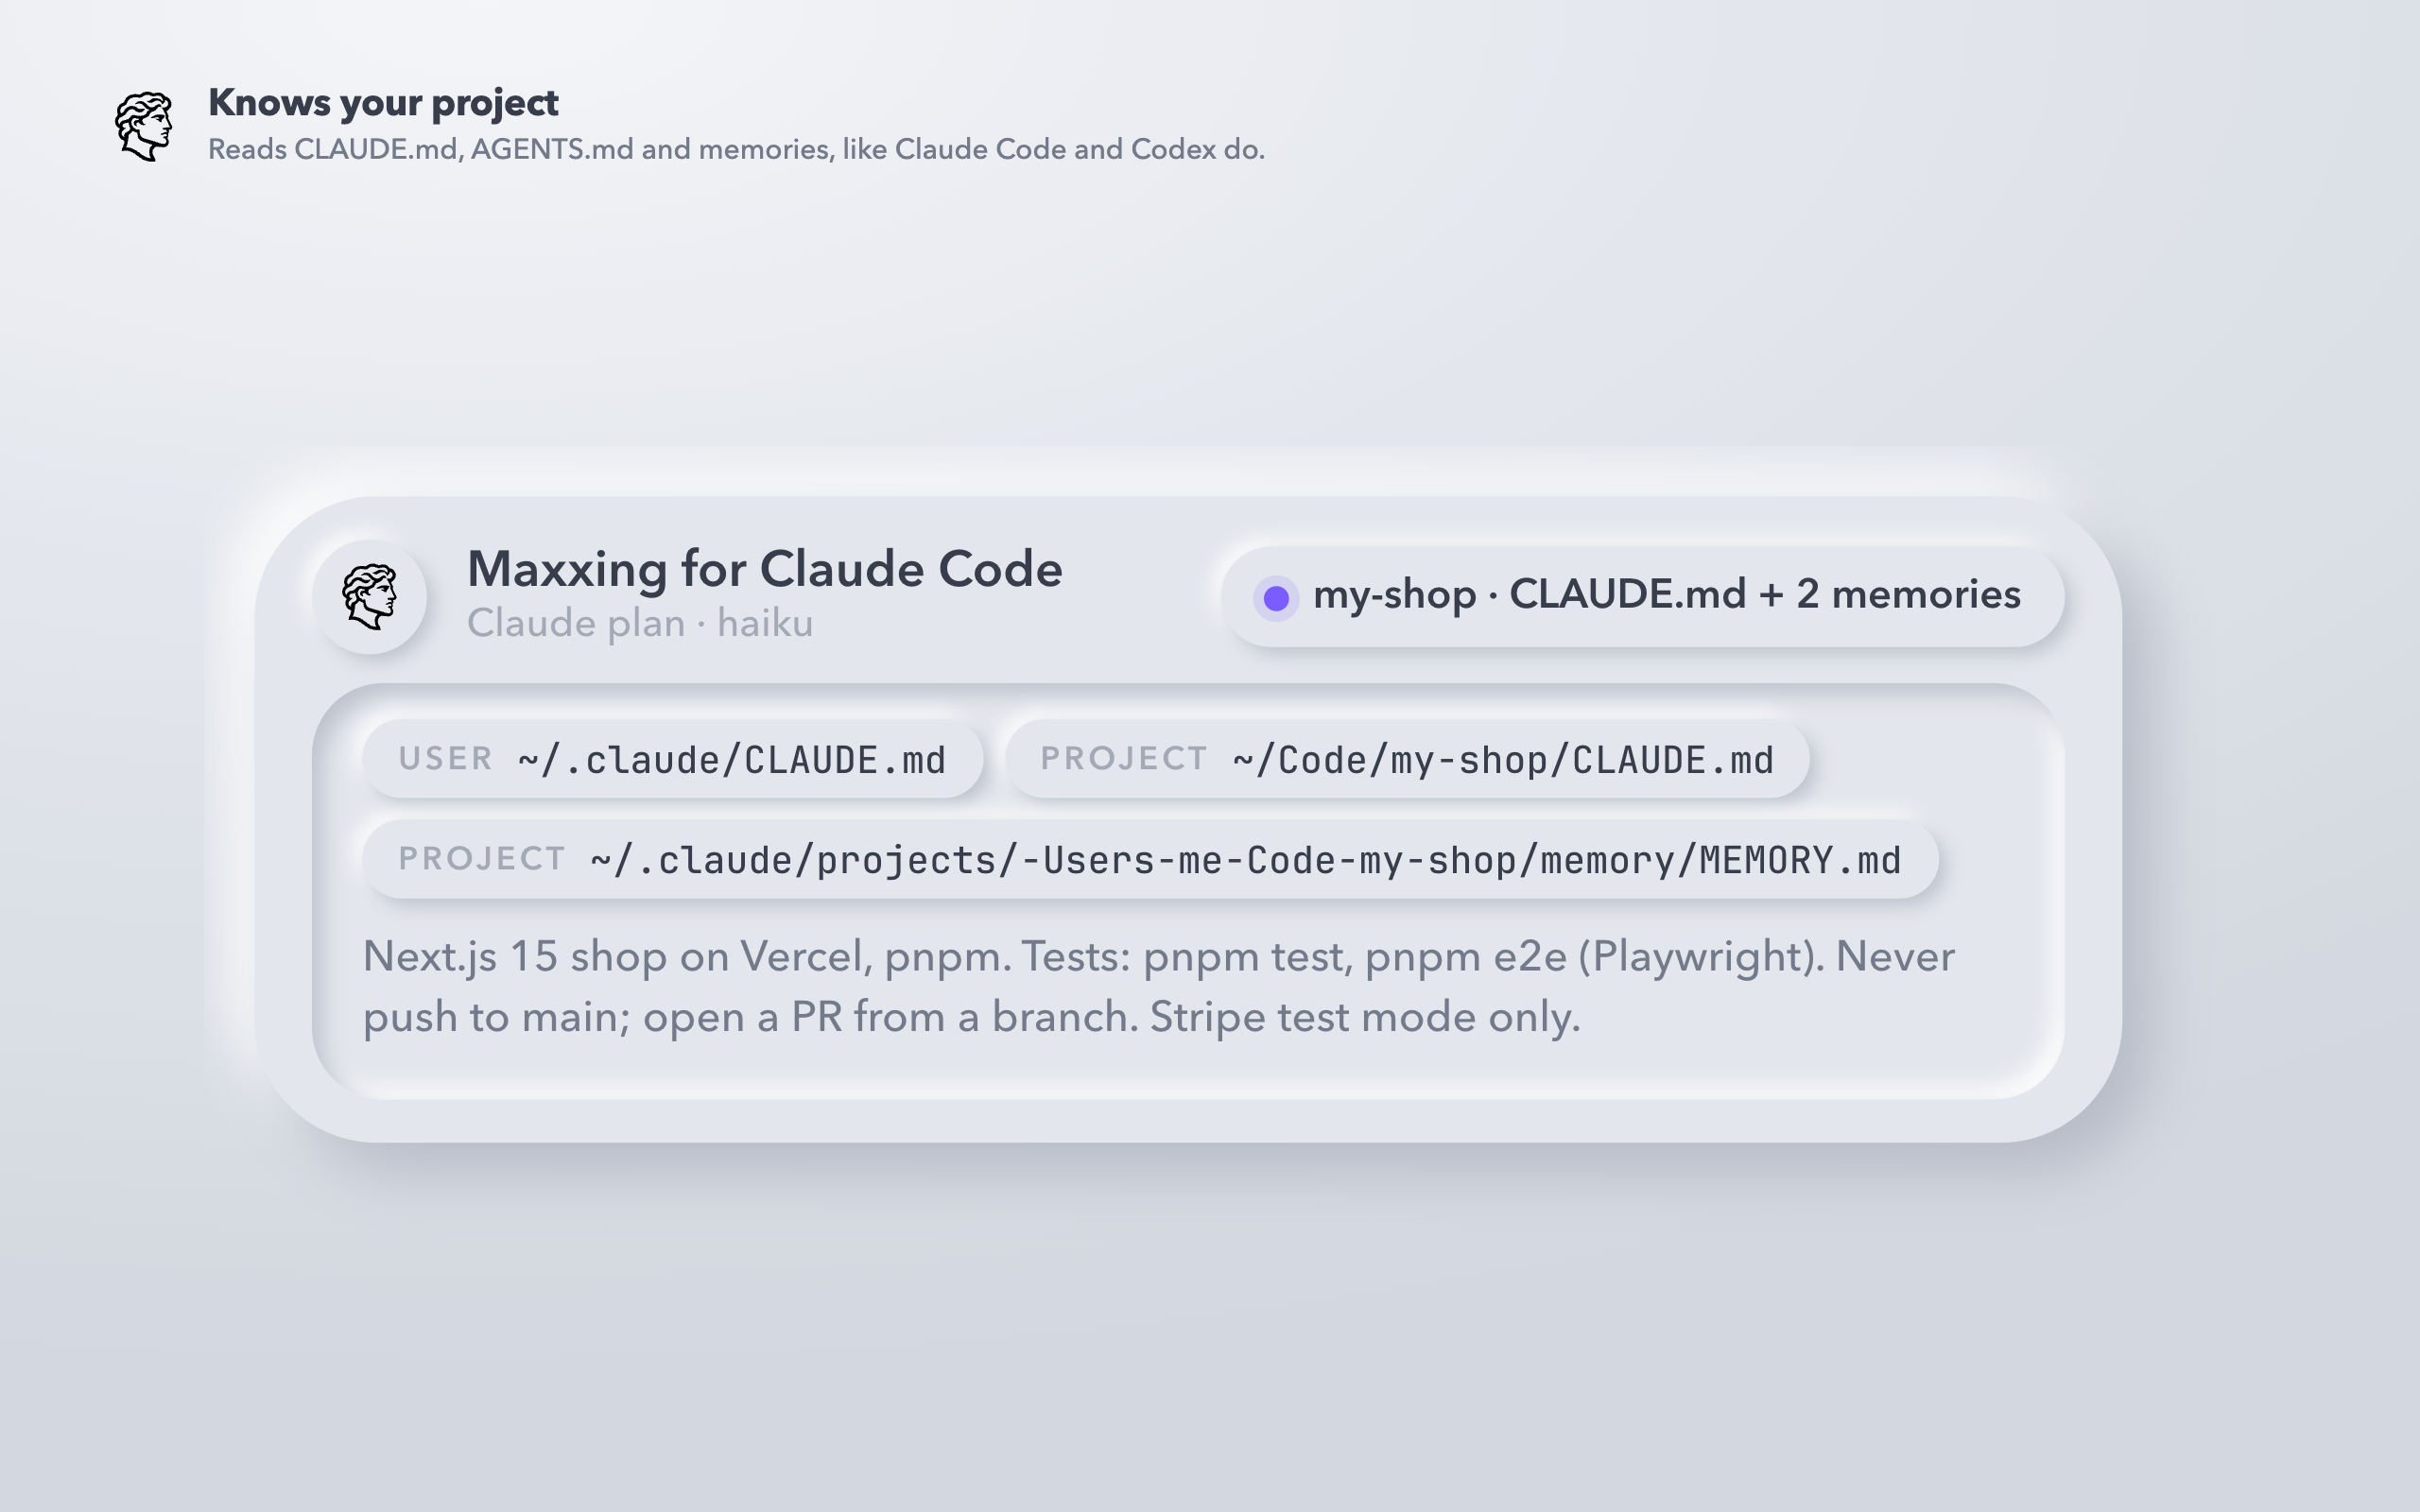 Knows your project
Reads CLAUDE.md, AGENTS.md and memories, like Claude Code and Codex do.
Maxxing for Claude Code
Claude plan · haiku
my-shop · CLAUDE.md + 2 memories
USER ~/.claude/CLAUDE.md
PROJECT ~/Code/my-shop/CLAUDE.md
PROJECT ~/.claude/projects/-Users-me-Code-my-shop/memory/MEMORY.md
Next.js 15 shop on Vercel, pnpm. Tests: pnpm test, pnpm e2e (Playwright). Never
push to main; open a PR from a branch. Stripe test mode only.